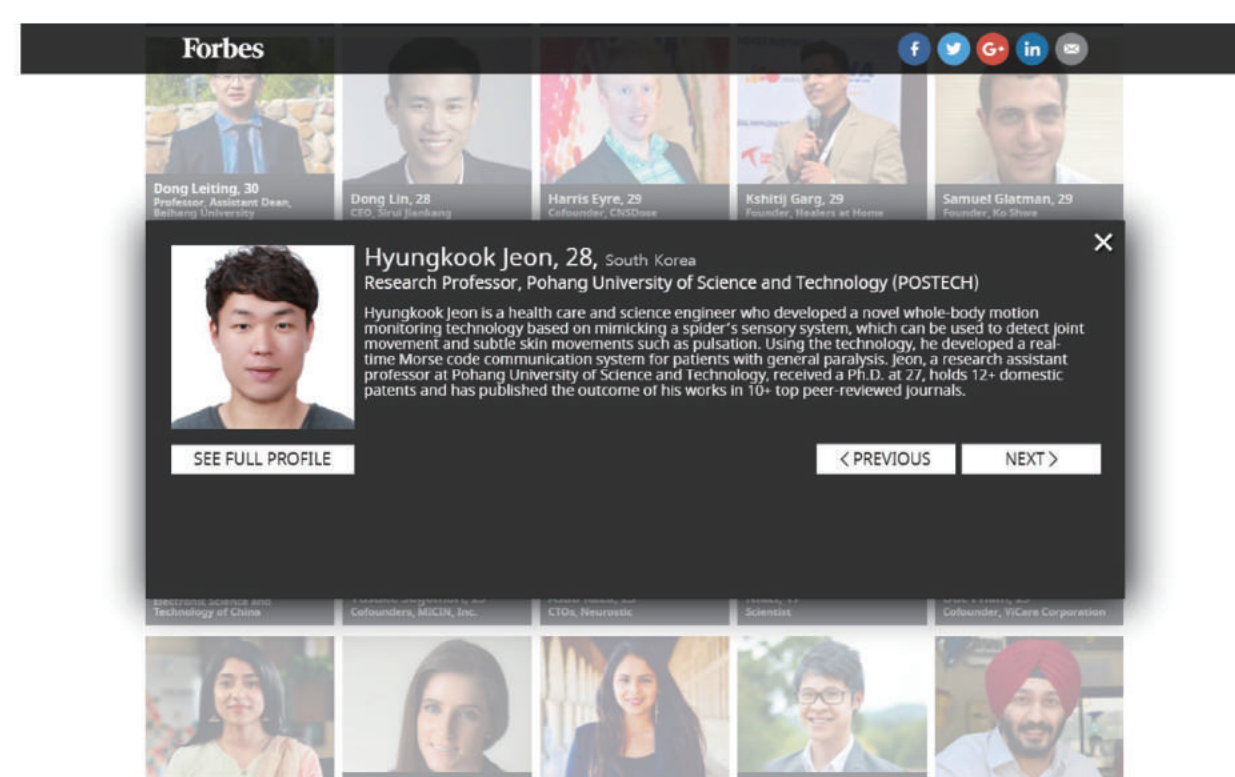 Forbes
f
G+
in
Dong Leiting, 30
Professor, Assistant Dean,
Beihang University
Dong Lin, 28
CEO, Sirui Jiankang
Harris Eyre, 29
Cofounder, CNSDose
Kshitij Garg, 29
Founder, Healers at Home
Samuel Glatman, 29
Founder, Ko Shwe
Hyungkook Jeon, 28, South Korea
Research Professor, Pohang University of Science and Technology (POSTECH)
Hyungkook Jeon is a health care and science engineer who developed a novel whole-body motion
monitoring technology based on mimicking a spider's sensory system, which can be used to detect joint
movement and subtle skin movements such as pulsation. Using the technology, he developed a real-
time Morse code communication system for patients with general paralysis. Jeon, a research assistant
professor at Pohang University of Science and Technology, received a Ph.D. at 27, holds 12+ domestic
patents and has published the outcome of his works in 10+ top peer-reviewed journals.
SEE FULL PROFILE
< PREVIOUS
NEXT >
Electronic Science and
Technology of China
Cofounders, MICIN, Inc.
CTOs, Neurostic
Scientist
Cofounder, ViCare Corporation